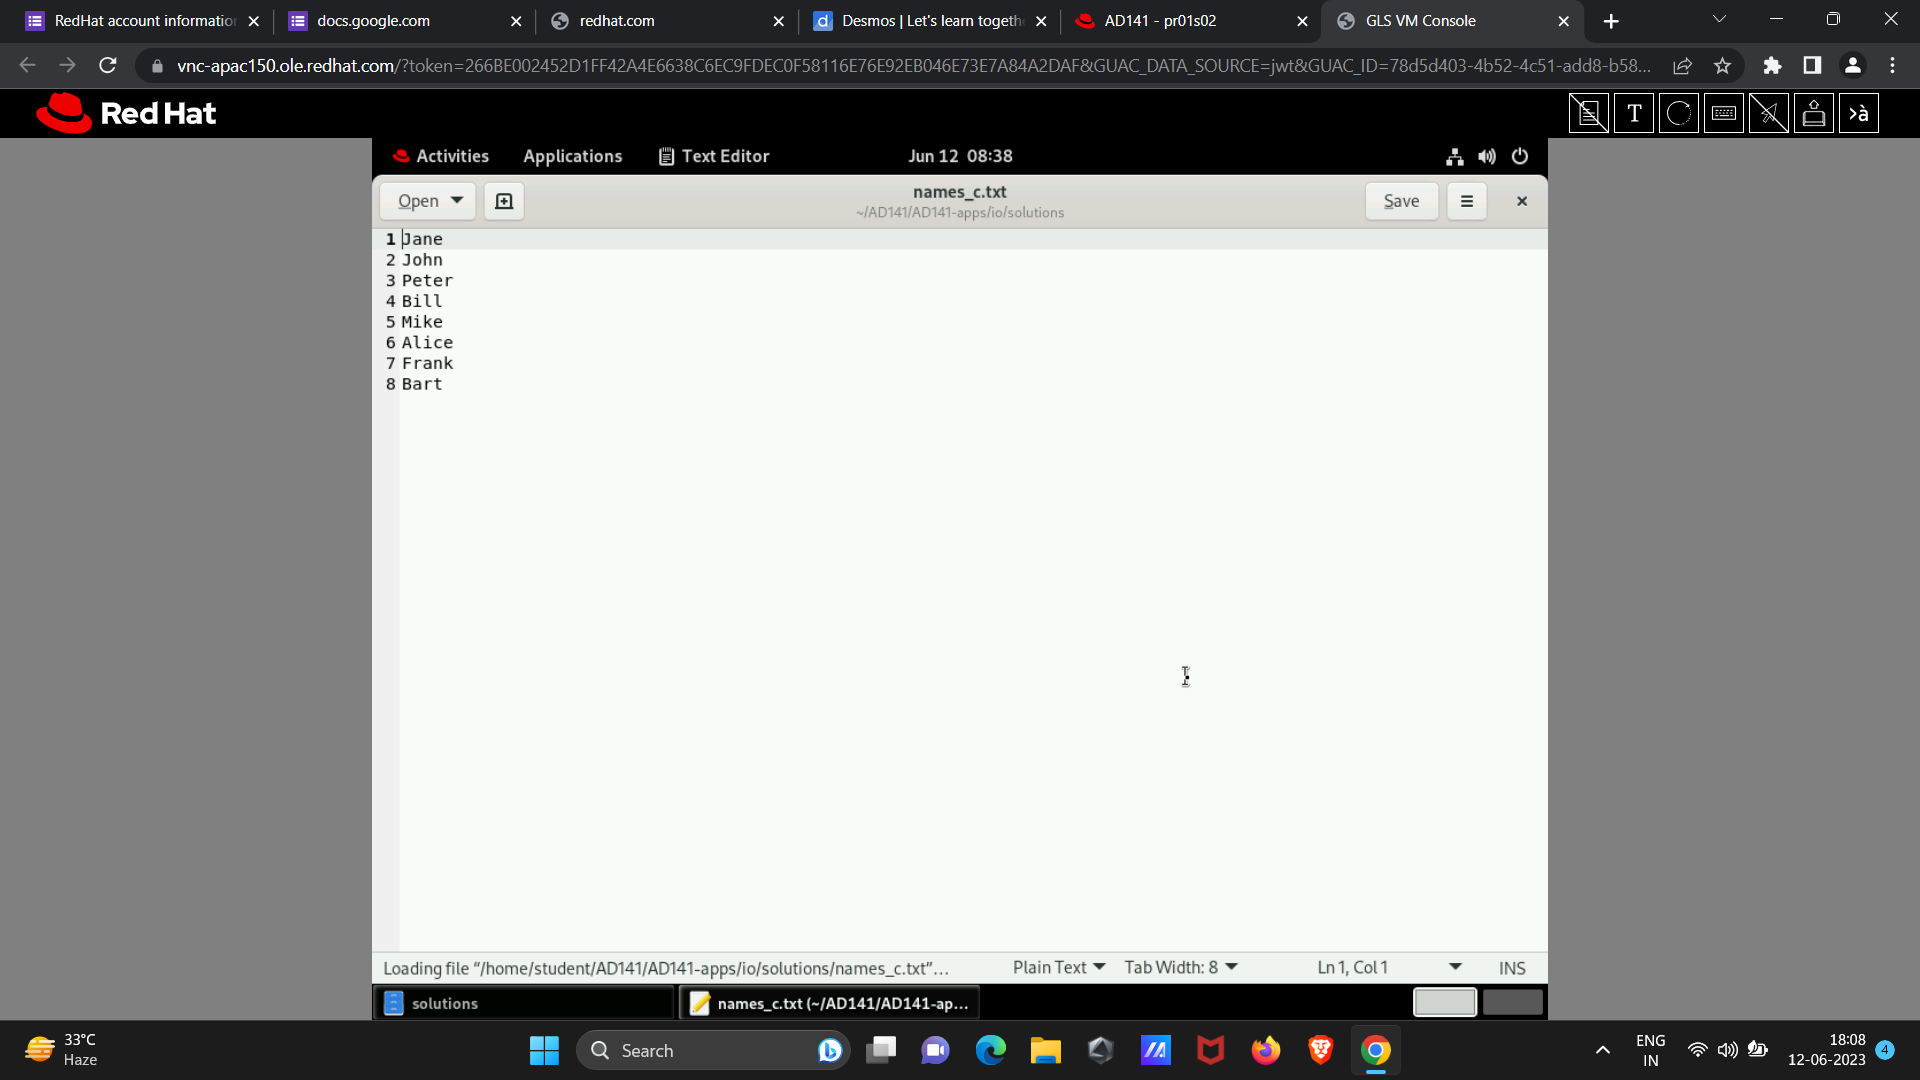 RedHat account informatio
docs.google.com
redhat.com
Desmos | Let's learn togeth
AD141 - pr01s02
GLS VM Console
vnc-apac150.ole.redhat.com/?token=266BE002452D1FF42A4E6638C6EC9FDEC0F58116E76E92EB046E73E7A84A2DAF&GUAC_DATA_SOURCE=jwt&GUAC_ID=78d5d403-4b52-4c51-add8-b58...
Red Hat
T
>à
Activities Applications Text Editor Jun 12 08:38
Open names_c.txt Save
~/AD141/AD141-apps/io/solutions
1 Jane
2 John
3 Peter
4 Bill
5 Mike
6 Alice
7 Frank
8 Bart
Loading file “/home/student/AD141/AD141-apps/io/solutions/names_c.txt”... Plain Text Tab Width: 8 Ln 1, Col 1 INS
solutions names_c.txt (~/AD141/AD141-ap...
33°C
Haze
Search
ENG
IN
18:08
12-06-2023
4